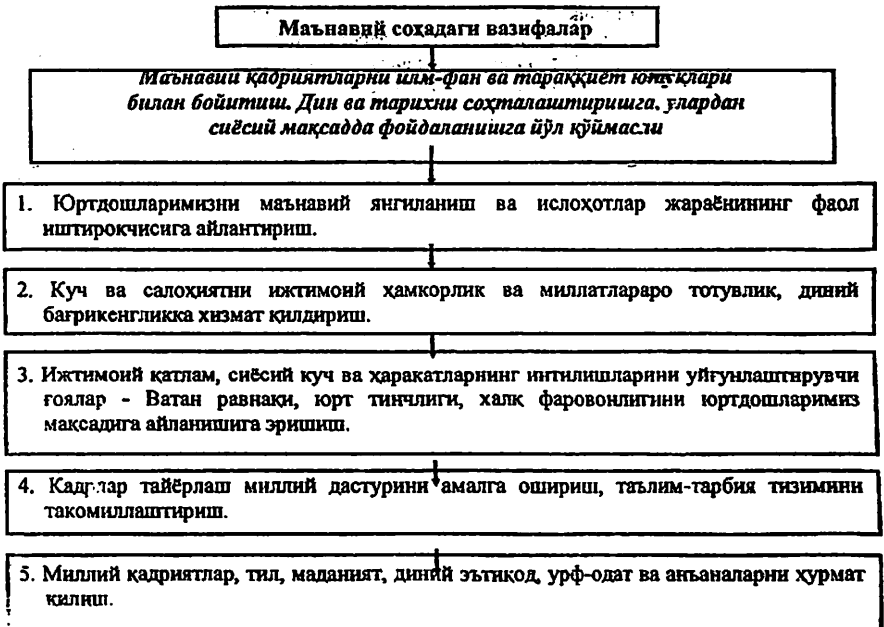 Маънавий соҳадаги вазифалар
Маънавий қадриятларни илм-фан ва тараққиёт ютуқлари
билан бойитиш. Дин ва тарихни соҳталаштиришга, улардан
сиёсий мақсадда фойдаланишга йўл қўймасли
1. Юртдошларимизни маънавий янгиланиш ва ислоҳотлар жараёнининг фаол
иштирокчисига айлантириш.
2. Куч ва салоҳиятни ижтимоий ҳамкорлик ва миллатлараро тотувлик, диний
бағрикенгликка хизмат қилдириш.
3. Ижтимоий қатлам, сиёсий куч ва ҳаракатларнинг интилишларини уйғунлаштирувчи
ғоялар - Ватан равнақи, юрт тинчлиги, халқ фаровонлигини юртдошларимиз
мақсадига айланишига эришиш.
4. Кадрлар тайёрлаш миллий дастурини амалга ошириш, таълим-тарбия тизимини
такомиллаштириш.
5. Миллий қадриятлар, тил, маданият, диний эътиқод, урф-одат ва анъаналарни ҳурмат
қилиш.